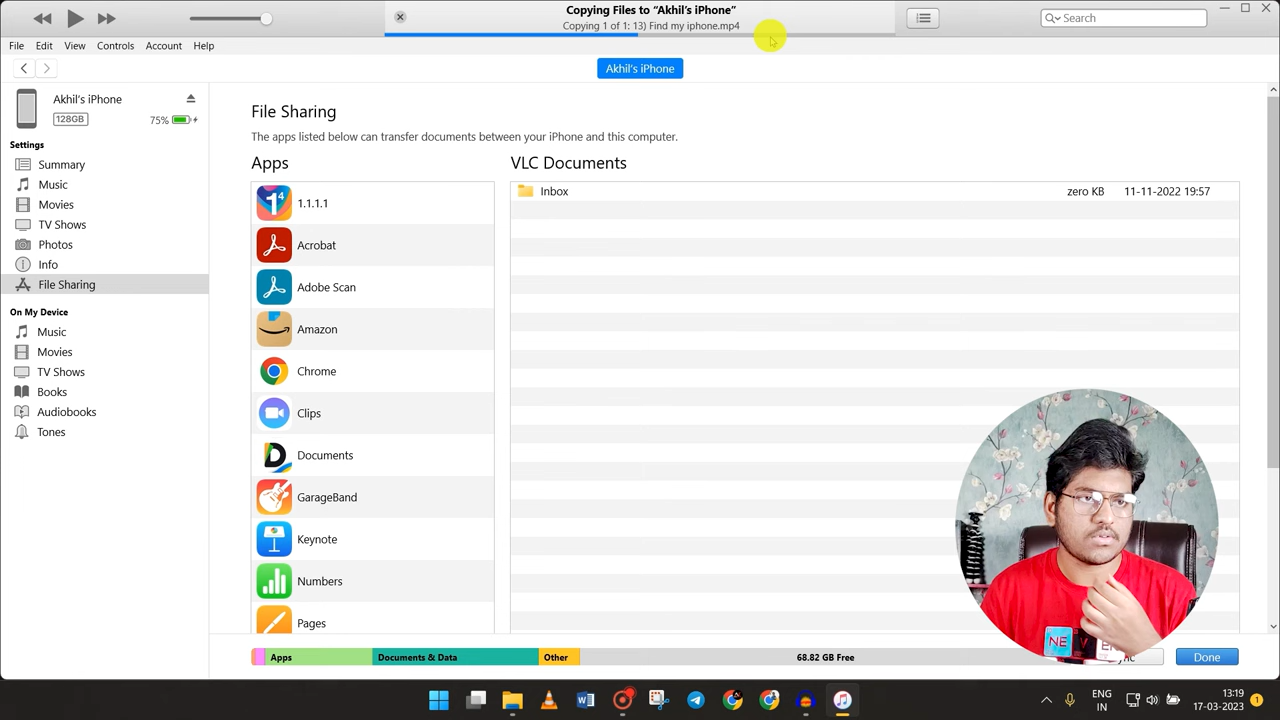 Copying Files to “Akhil’s iPhone”
Copying 1 of 1: 13) Find my iphone.mp4
Search
File Edit View Controls Account Help
Akhil’s iPhone
Akhil’s iPhone
128GB
75%
Settings
Summary
Music
Movies
TV Shows
Photos
Info
File Sharing
On My Device
Music
Movies
TV Shows
Books
Audiobooks
Tones
File Sharing
The apps listed below can transfer documents between your iPhone and this computer.
Apps
1.1.1.1
Acrobat
Adobe Scan
Amazon
Chrome
Clips
Documents
GarageBand
Keynote
Numbers
Pages
VLC Documents
Inbox zero KB 11-11-2022 19:57
Apps Documents & Data Other 68.82 GB Free
Done
ENG
IN
13:19
17-03-2023
1